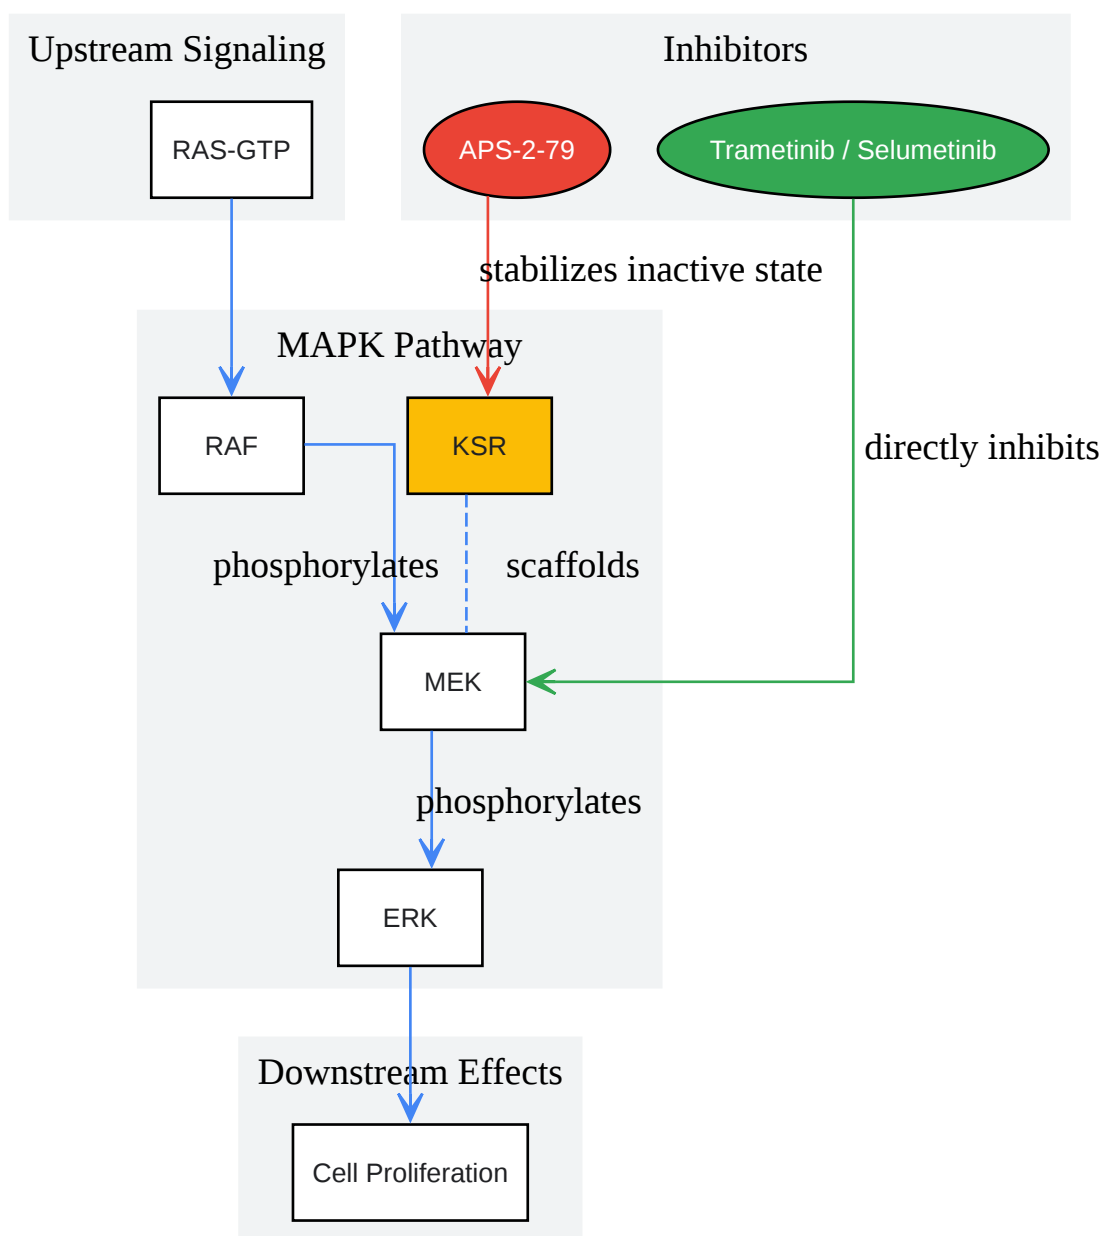 Upstream Signaling
Inhibitors
RAS-GTP
APS-2-79
Trametinib / Selumetinib
stabilizes inactive state
MAPK Pathway
RAF
KSR
directly inhibits
phosphorylates
scaffolds
MEK
phosphorylates
ERK
Downstream Effects
Cell Proliferation